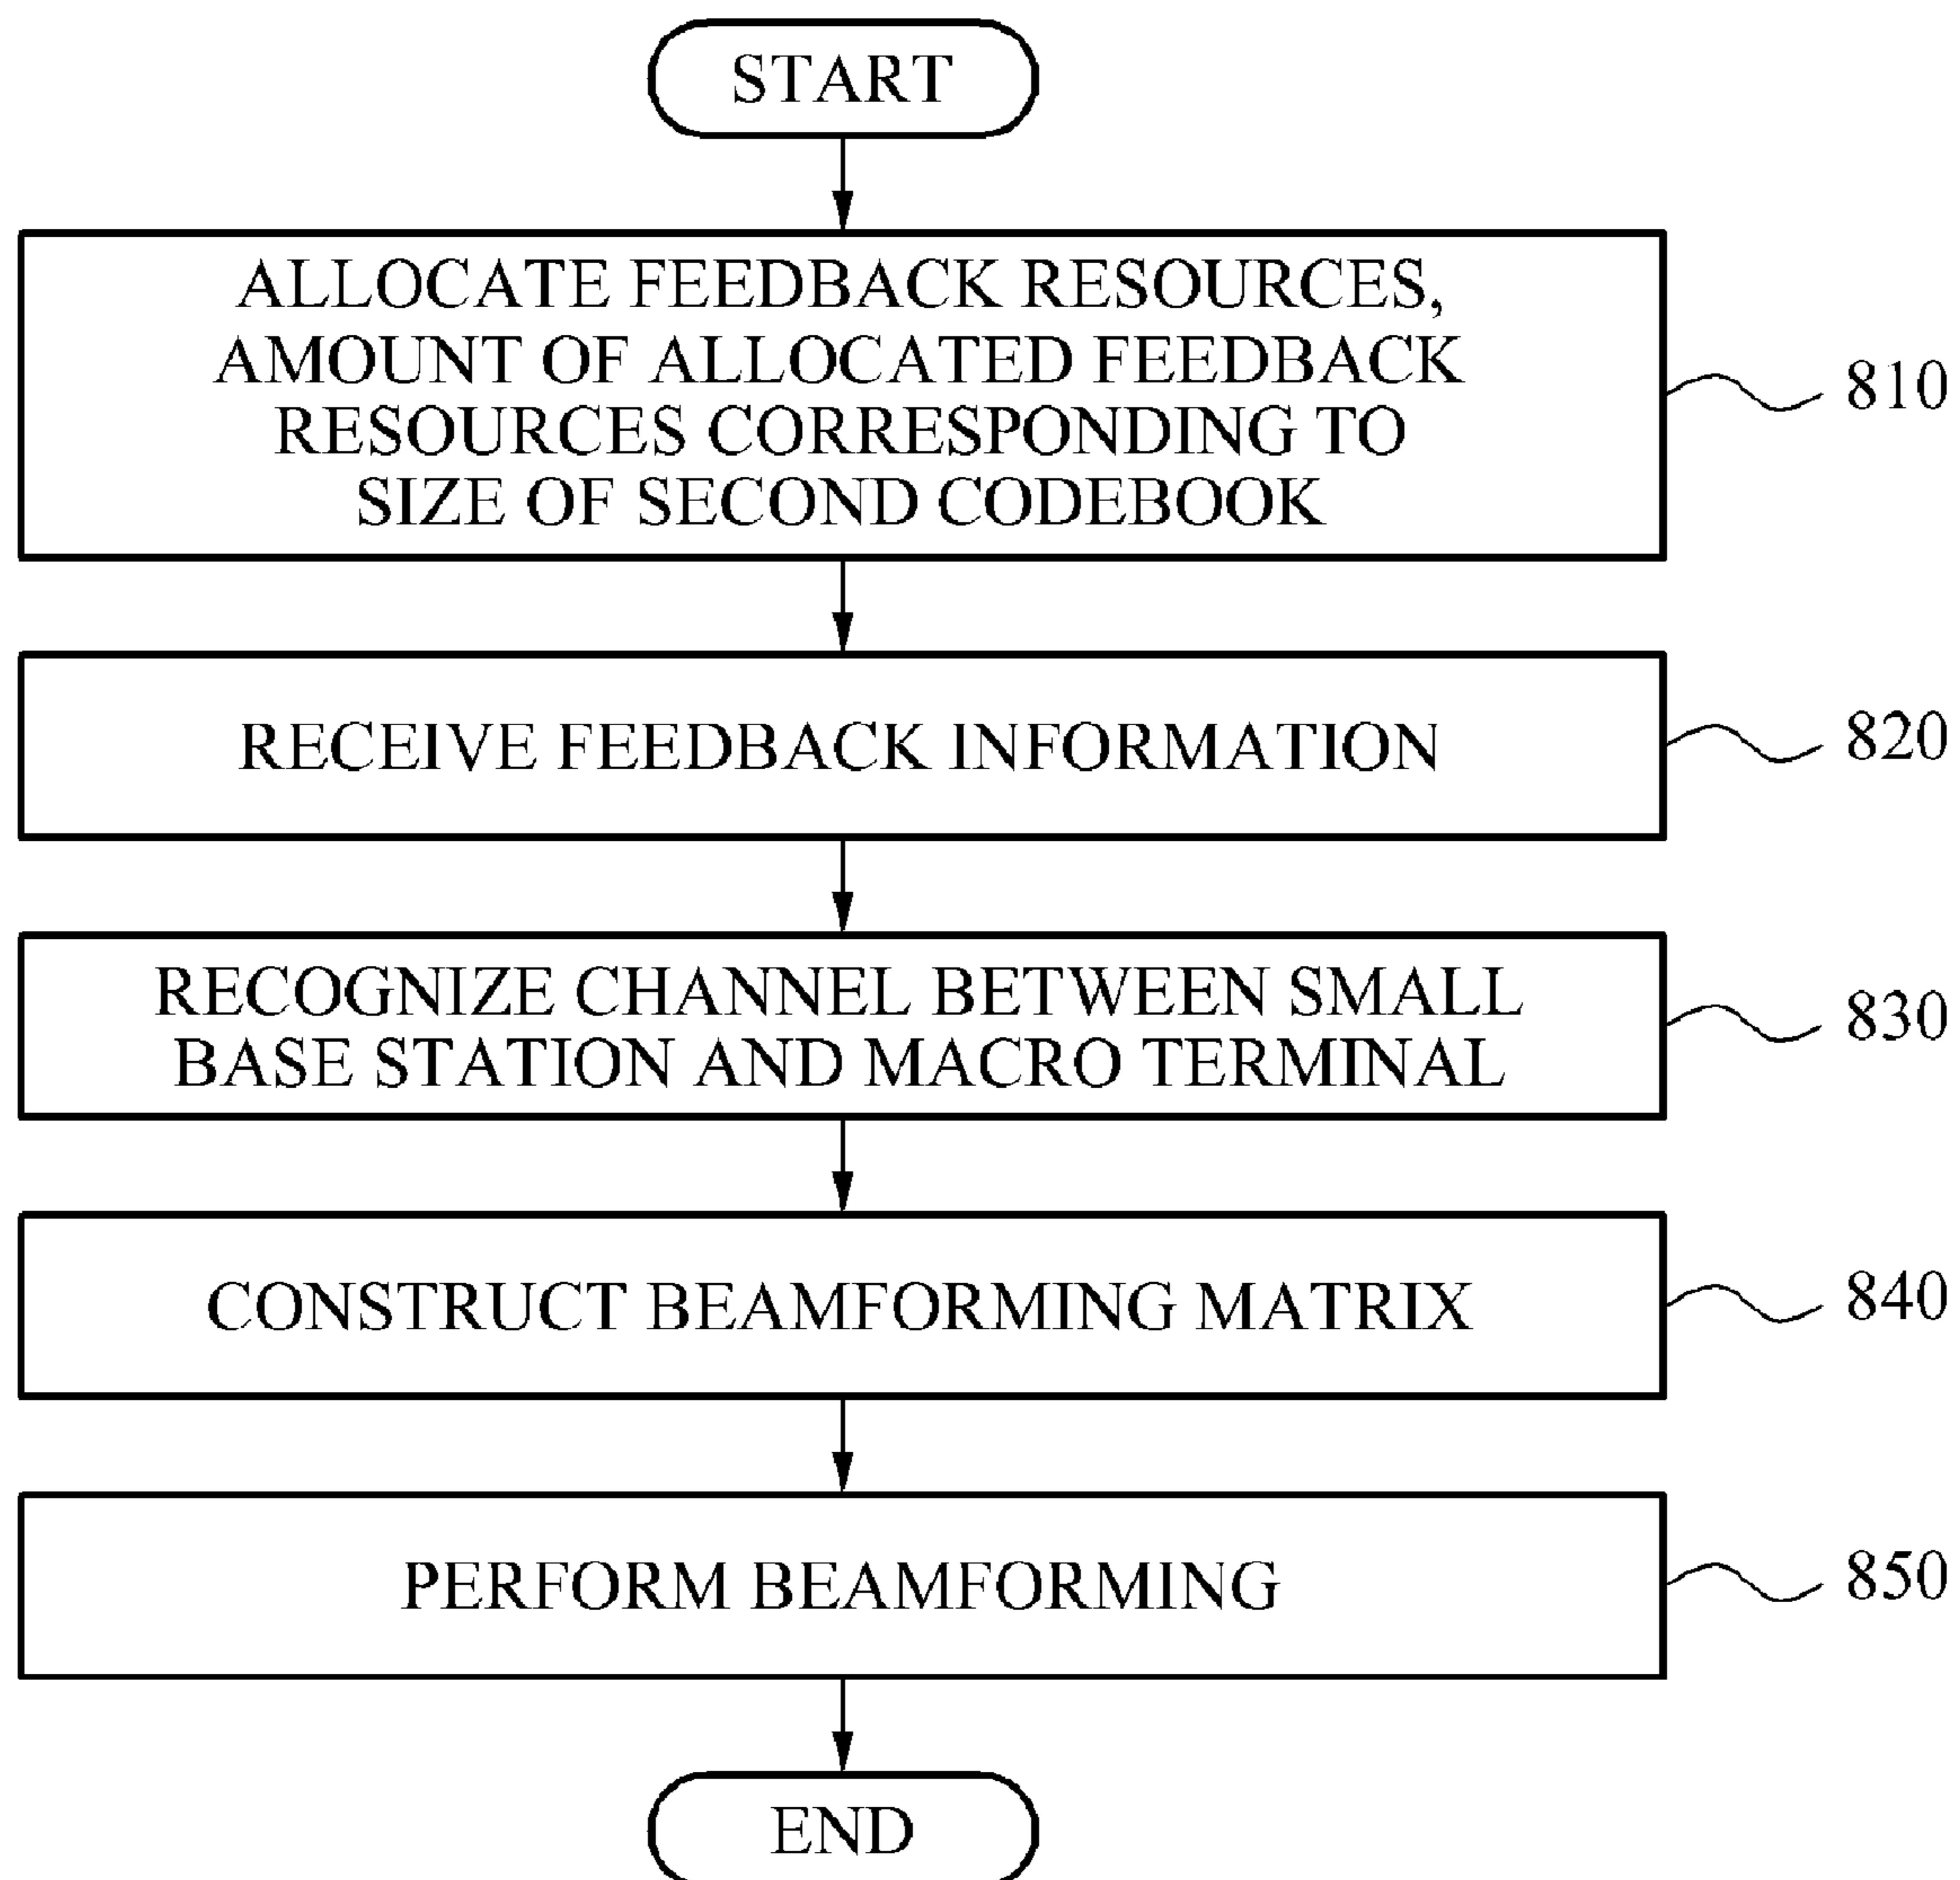 START
ALLOCATE FEEDBACK RESOURCES,
AMOUNT OF ALLOCATED FEEDBACK
RESOURCES CORRESPONDING TO
SIZE OF SECOND CODEBOOK
810
RECEIVE FEEDBACK INFORMATION
820
RECOGNIZE CHANNEL BETWEEN SMALL
BASE STATION AND MACRO TERMINAL
830
CONSTRUCT BEAMFORMING MATRIX
840
PERFORM BEAMFORMING
850
END